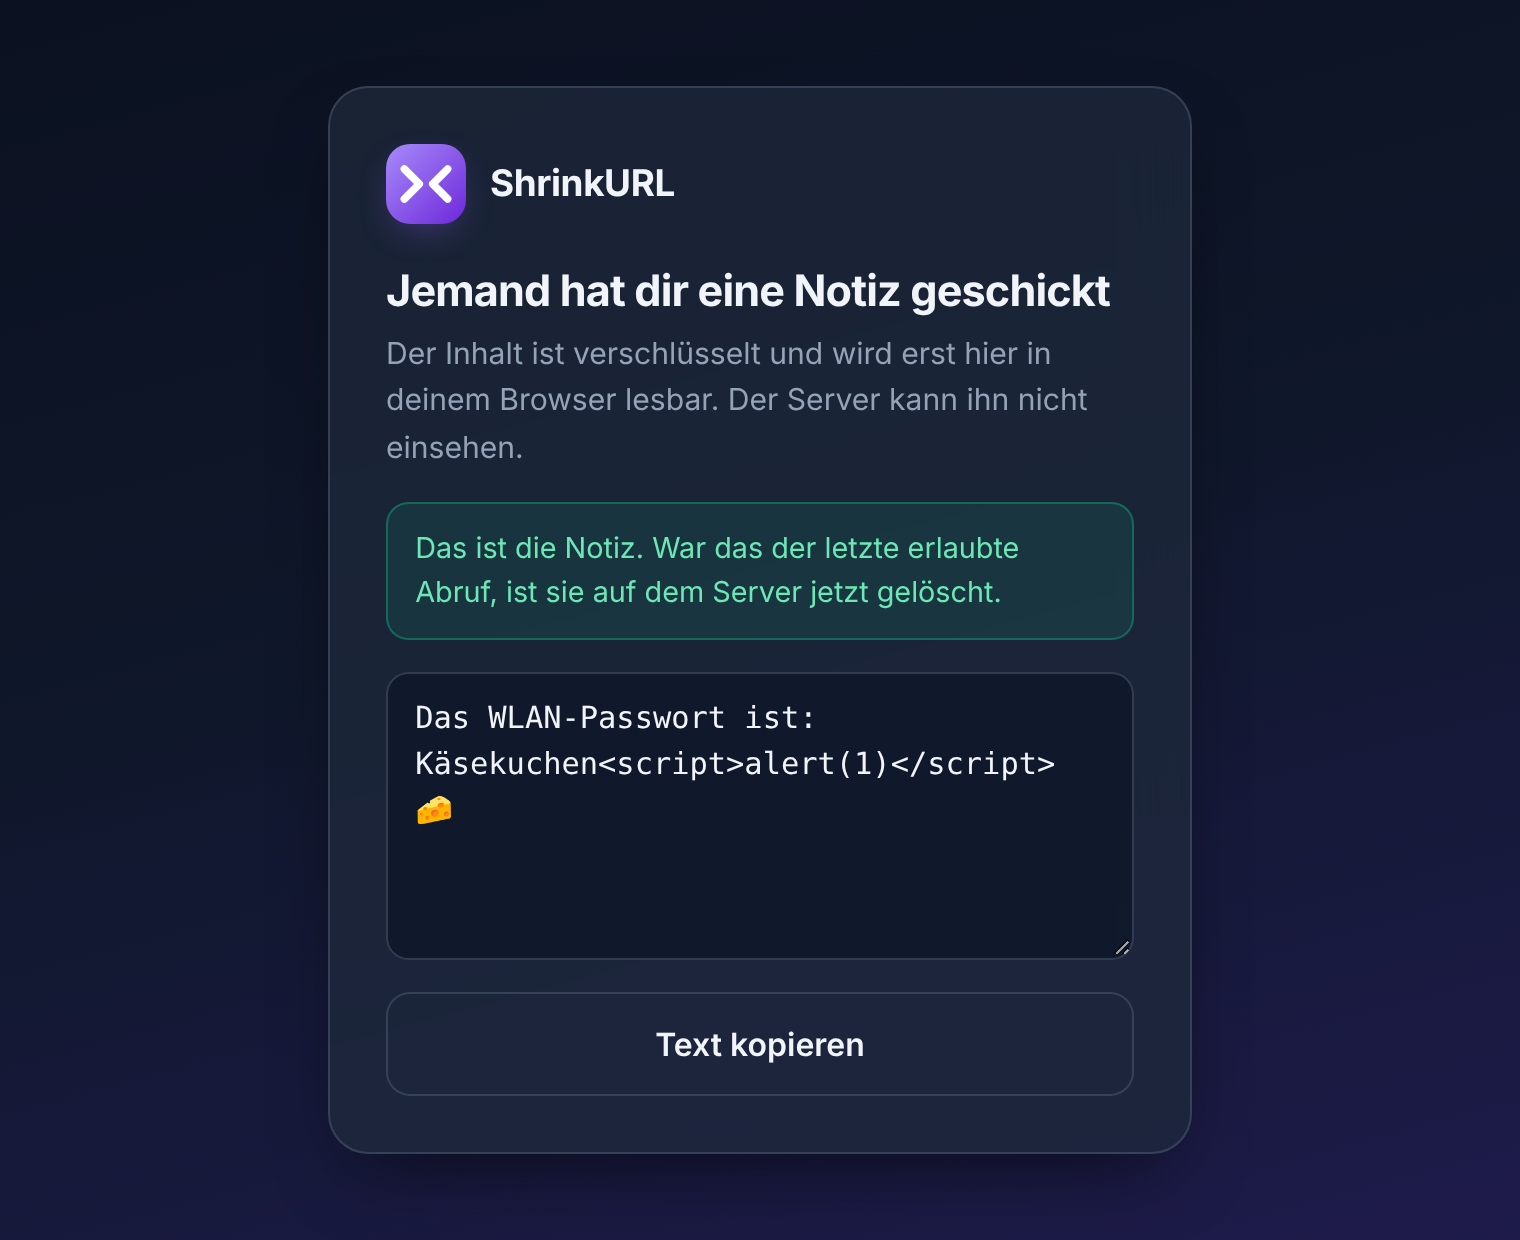 ShrinkURL
Jemand hat dir eine Notiz geschickt
Der Inhalt ist verschlüsselt und wird erst hier in
deinem Browser lesbar. Der Server kann ihn nicht
einsehen.
Das ist die Notiz. War das der letzte erlaubte
Abruf, ist sie auf dem Server jetzt gelöscht.
Das WLAN-Passwort ist:
Käsekuchen<script>alert(1)</script>
🧀
Text kopieren